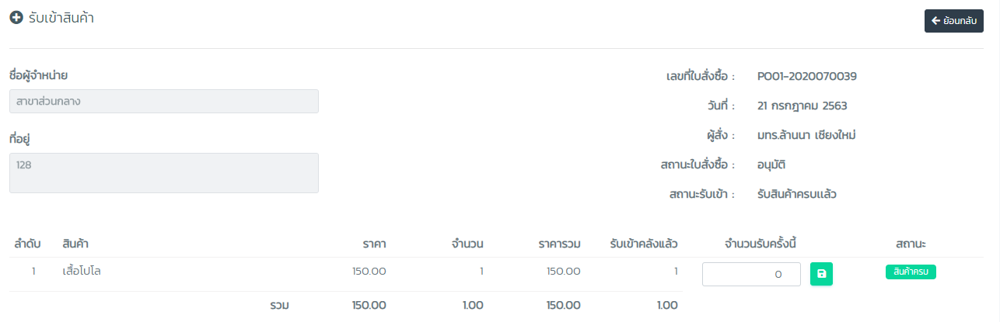 รับเข้าสินค้า
ย้อนกลับ
ชื่อผู้จำหน่าย
สาขาส่วนกลาง
ที่อยู่
128
เลขที่ใบสั่งซื้อ : PO01-2020070039
วันที่ : 21 กรกฎาคม 2563
ผู้สั่ง : มทร.ล้านนา เชียงใหม่
สถานะใบสั่งซื้อ : อนุมัติ
สถานะรับเข้า : รับสินค้าครบแล้ว
ลำดับ สินค้า ราคา จำนวน ราคารวม รับเข้าคลังแล้ว จำนวนรับครั้งนี้ สถานะ
1 เสื้อโปโล 150.00 1 150.00 1 0 สินค้าครบ
รวม 150.00 1.00 150.00 1.00